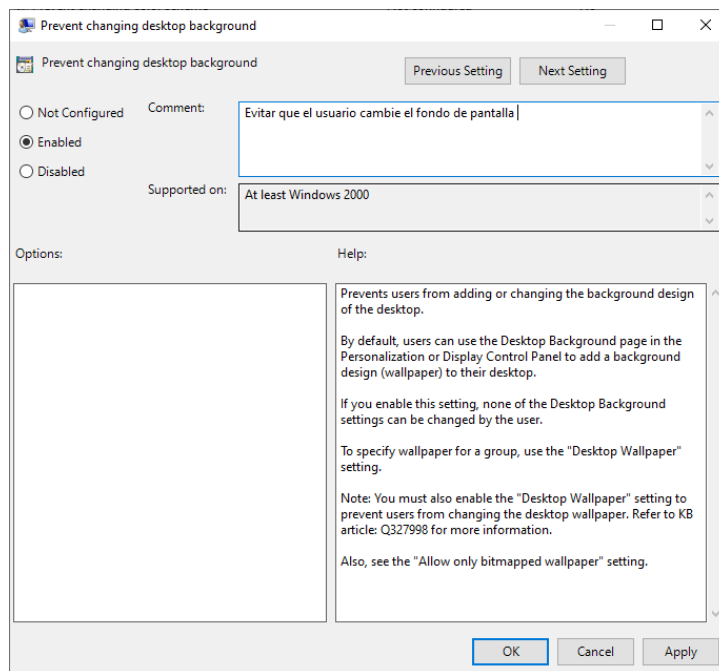 Prevent changing desktop background
Prevent changing desktop background
Previous Setting
Next Setting
Not Configured
Enabled
Disabled
Comment:
Evitar que el usuario cambie el fondo de pantalla
Supported on:
At least Windows 2000
Options:
Help:
Prevents users from adding or changing the background design
of the desktop.
By default, users can use the Desktop Background page in the
Personalization or Display Control Panel to add a background
design (wallpaper) to their desktop.
If you enable this setting, none of the Desktop Background
settings can be changed by the user.
To specify wallpaper for a group, use the "Desktop Wallpaper"
setting.
Note: You must also enable the "Desktop Wallpaper" setting to
prevent users from changing the desktop wallpaper. Refer to KB
article: Q327998 for more information.
Also, see the "Allow only bitmapped wallpaper" setting.
OK
Cancel
Apply